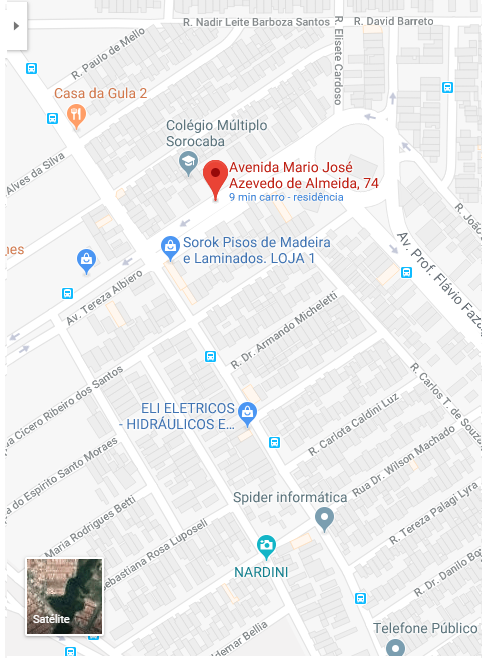 R. Nadir Leite Barboza Santos
R. David Barreto
R. Elisete Cardoso
R. Paulo de Mello
Casa da Gula 2
Colégio Múltiplo
Sorocaba
Alves da Silva
Avenida Mario José
Azevedo de Almeida, 74
9 min carro - residência
R. João
nes
Sorok Pisos de Madeira
e Laminados. LOJA 1
Av. Prof. Flávio Fazan
Av. Tereza Albiero
R. Dr. Armando Micheletti
R. Carlos T. de Souza
Cicero Ribeiro dos Santos
ELI ELETRICOS
- HIDRÁULICOS E...
R. Carlota Caldini Luz
do Espirito Santo Moraes
Rua Dr. Wilson Machado
Spider informática
Maria Rodrigues Betti
R. Tereza Palagi Lyra
Sebastiana Rosa Luposeli
NARDINI
R. Dr. Danilo Bo
Satélite
demar Bellia
Telefone Público